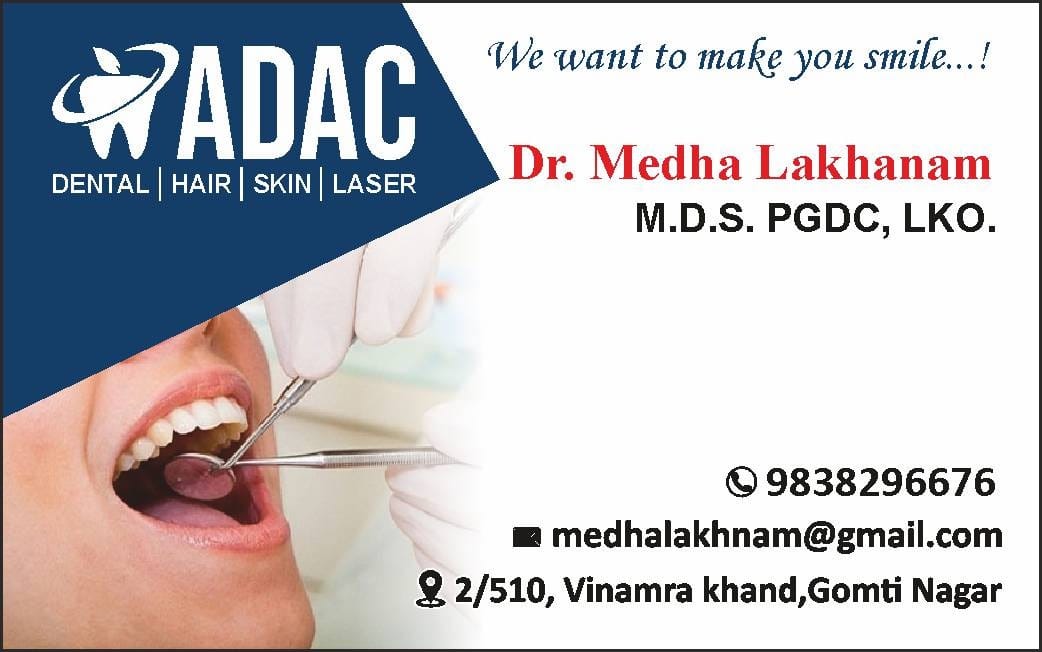 ADAC
DENTAL | HAIR | SKIN | LASER
We want to make you smile...!
Dr. Medha Lakhanam
M.D.S. PGDC, LKO.
9838296676
medhalakhnam@gmail.com
2/510, Vinamra khand,Gomti Nagar